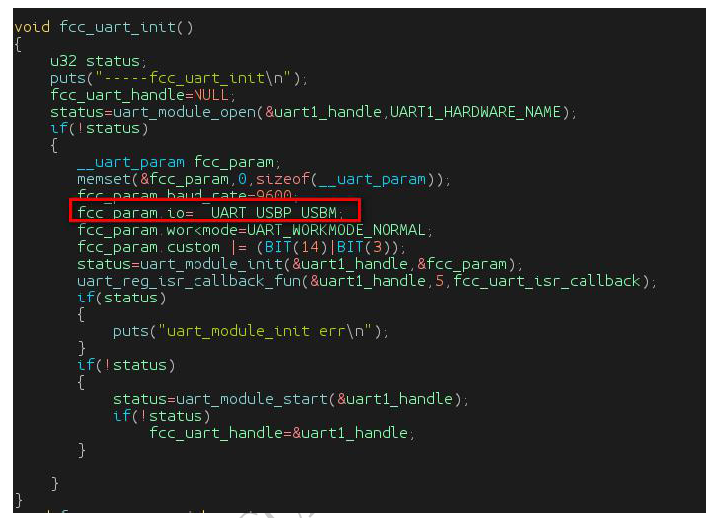 void fcc_uart_init()
{
u32 status;
puts("-----fcc_uart_init\n");
fcc_uart_handle=NULL;
status=uart_module_open(&uart1_handle,UART1_HARDWARE_NAME);
if(!status)
{
__uart_param fcc_param;
memset(&fcc_param,0,sizeof(__uart_param));
fcc_param.baud_rate=9600;
fcc_param.io=__UART_USBP_USBM;
fcc_param.workmode=UART_WORKMODE_NORMAL;
fcc_param.custom |= (BIT(14)|BIT(3));
status=uart_module_init(&uart1_handle,&fcc_param);
uart_reg_isr_callback_fun(&uart1_handle,5,fcc_uart_isr_callback);
if(status)
{
puts("uart_module_init err\n");
}
if(!status)
{
status=uart_module_start(&uart1_handle);
if(!status)
fcc_uart_handle=&uart1_handle;
}
}
}